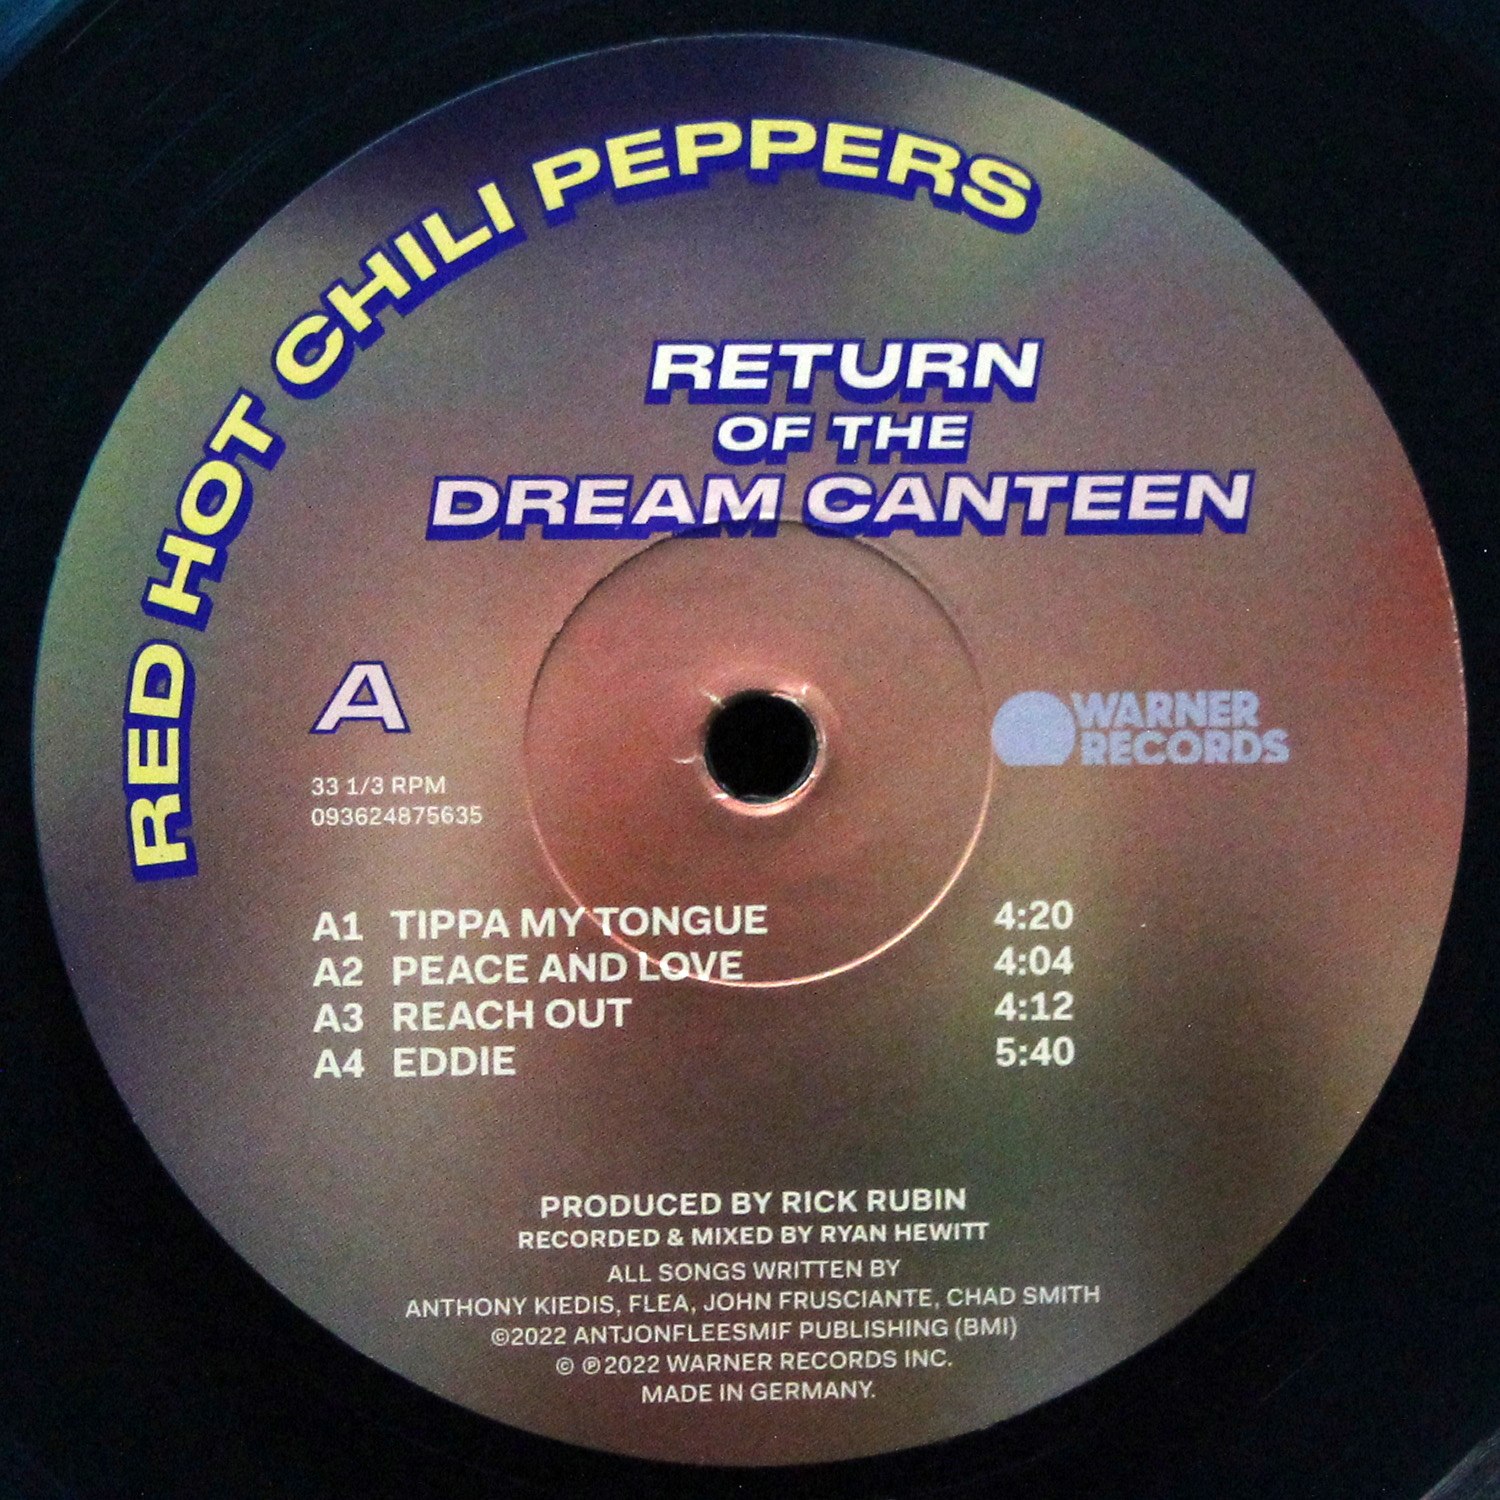 RED HOT CHILI PEPPERS
RETURN
OF THE
DREAM CANTEEN
A
WARNER
RECORDS
33 1/3 RPM
093624875635
A1 TIPPA MY TONGUE 4:20
A2 PEACE AND LOVE 4:04
A3 REACH OUT 4:12
A4 EDDIE 5:40
PRODUCED BY RICK RUBIN
RECORDED & MIXED BY RYAN HEWITT
ALL SONGS WRITTEN BY
ANTHONY KIEDIS, FLEA, JOHN FRUSCIANTE, CHAD SMITH
©2022 ANTJONFLEESMIF PUBLISHING (BMI)
© ℗2022 WARNER RECORDS INC.
MADE IN GERMANY.